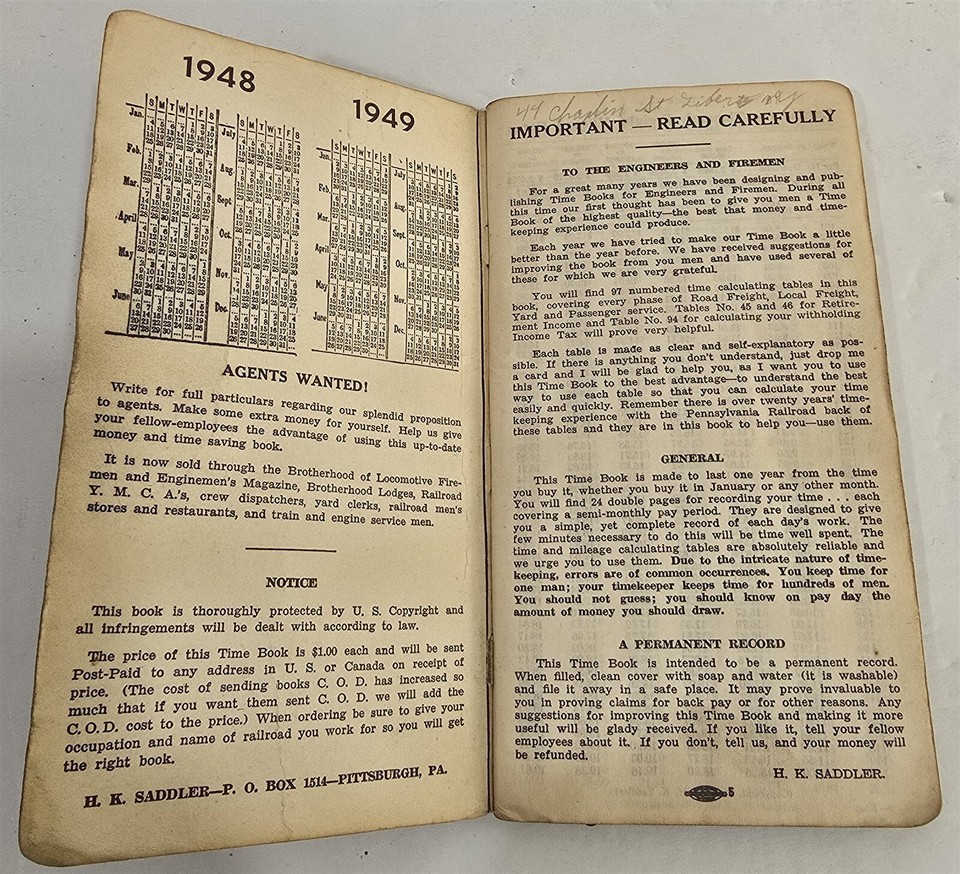 1948
1949
S M T W T F S
Jan.
Feb.
Mar.
April
May
June
July
Aug.
Sept
Oct.
Nov.
Dec.
S M T W T F S
Jan.
Feb.
Mar.
April
May
June
July
Aug.
Sept.
Oct.
Nov.
Dec.
AGENTS WANTED!
Write for full particulars regarding our splendid proposition
to agents. Make some extra money for yourself. Help us give
your fellow-employees the advantage of using this up-to-date
money and time saving book.
It is now sold through the Brotherhood of Locomotive Fire-
men and Enginemen's Magazine, Brotherhood Lodges, Railroad
Y. M. C. A.'s, crew dispatchers, yard clerks, railroad men's
stores and restaurants, and train and engine service men.
NOTICE
This book is thoroughly protected by U. S. Copyright and
all infringements will be dealt with according to law.
The price of this Time Book is $1.00 each and will be sent
Post-Paid to any address in U. S. or Canada on receipt of
price. (The cost of sending books C. O. D. has increased so
much that if you want them sent C. O. D. we will add the
C. O. D. cost to the price.) When ordering be sure to give your
occupation and name of railroad you work for so you will get
the right book.
H. K. SADDLER—P. O. BOX 1514—PITTSBURGH, PA.
44 Chaplin St
IMPORTANT — READ CAREFULLY
TO THE ENGINEERS AND FIREMEN
For a great many years we have been designing and pub-
lishing Time Books for Engineers and Firemen. During all
this time our first thought has been to give you men a Time
Book of the highest quality—the best that money and time-
keeping experience could produce.
Each year we have tried to make our Time Book a little
better than the year before. We have received suggestions for
improving the book from you men and have used several of
these for which we are very grateful.
You will find 97 numbered time calculating tables in this
book, covering every phase of Road Freight, Local Freight,
Yard and Passenger service. Tables No. 45 and 46 for Retire-
ment Income and Table No. 94 for calculating your withholding
Income Tax will prove very helpful.
Each table is made as clear and self-explanatory as pos-
sible. If there is anything you don't understand, just drop me
a card and I will be glad to help you, as I want you to use
this Time Book to the best advantage—to understand the best
way to use each table so that you can calculate your time
easily and quickly. Remember there is over twenty years' time-
keeping experience with the Pennsylvania Railroad back of
these tables and they are in this book to help you—use them.
GENERAL
This Time Book is made to last one year from the time
you buy it, whether you buy it in January or any other month.
You will find 24 double pages for recording your time . . . each
covering a semi-monthly pay period. They are designed to give
you a simple, yet complete record of each day's work. The
few minutes necessary to do this will be time well spent. The
time and mileage calculating tables are absolutely reliable and
we urge you to use them. Due to the intricate nature of time-
keeping, errors are of common occurrences. You keep time for
one man; your timekeeper keeps time for hundreds of men.
You should not guess; you should know on pay day the
amount of money you should draw.
A PERMANENT RECORD
This Time Book is intended to be a permanent record.
When filled, clean cover with soap and water (it is washable)
and file it away in a safe place. It may prove invaluable to
you in proving claims for back pay or for other reasons. Any
suggestions for improving this Time Book and making it more
useful will be glady received. If you like it, tell your fellow
employees about it. If you don't, tell us, and your money will
be refunded.
H. K. SADDLER.
5